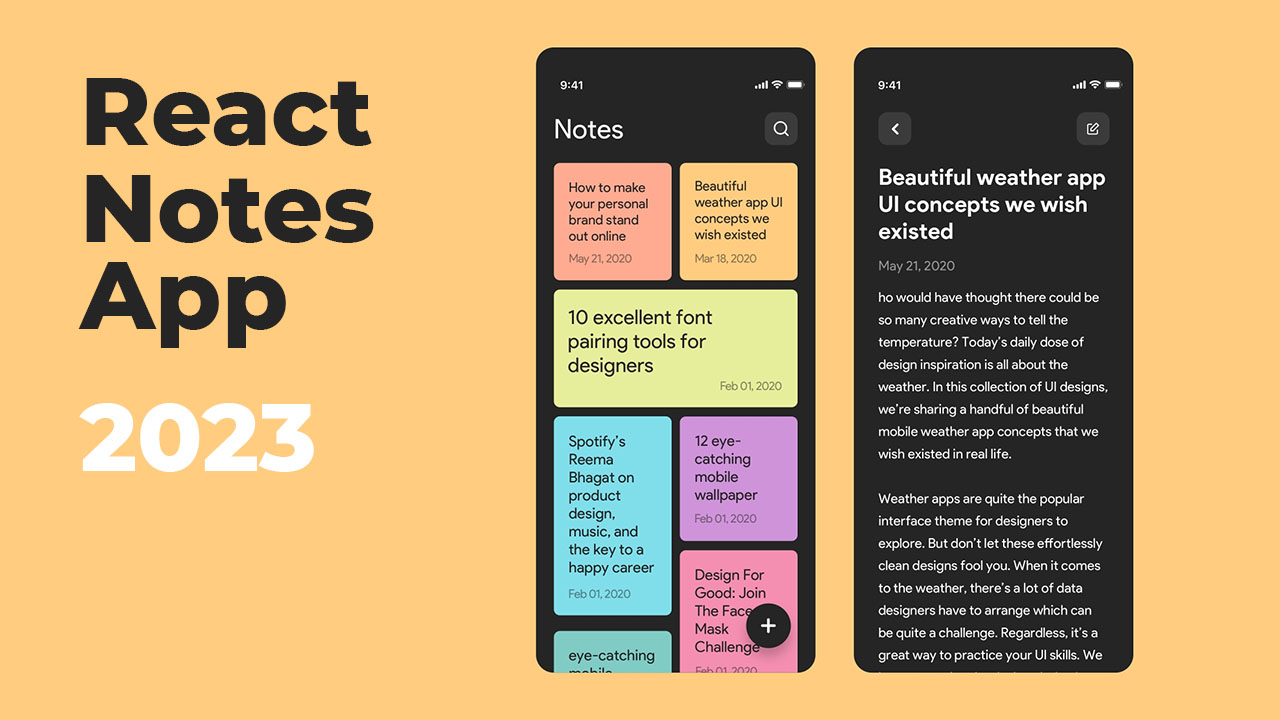 React
Notes
App
2023
9:41
Notes
How to make
your personal
brand stand
out online
May 21, 2020
Beautiful
weather app UI
concepts we
wish existed
Mar 18, 2020
10 excellent font
pairing tools for
designers
Feb 01, 2020
Spotify’s
Reema
Bhagat on
product
design,
music, and
the key to a
happy career
Feb 01, 2020
12 eye-
catching
mobile
wallpaper
Feb 01, 2020
Design For
Good: Join
The Face
Mask
Challenge
Feb 01, 2020
eye-catching
mobile
9:41
Beautiful weather app
UI concepts we wish
existed
May 21, 2020
ho would have thought there could be
so many creative ways to tell the
temperature? Today’s daily dose of
design inspiration is all about the
weather. In this collection of UI designs,
we’re sharing a handful of beautiful
mobile weather app concepts that we
wish existed in real life.
Weather apps are quite the popular
interface theme for designers to
explore. But don’t let these effortlessly
clean designs fool you. When it comes
to the weather, there’s a lot of data
designers have to arrange which can
be quite a challenge. Regardless, it’s a
great way to practice your UI skills. We